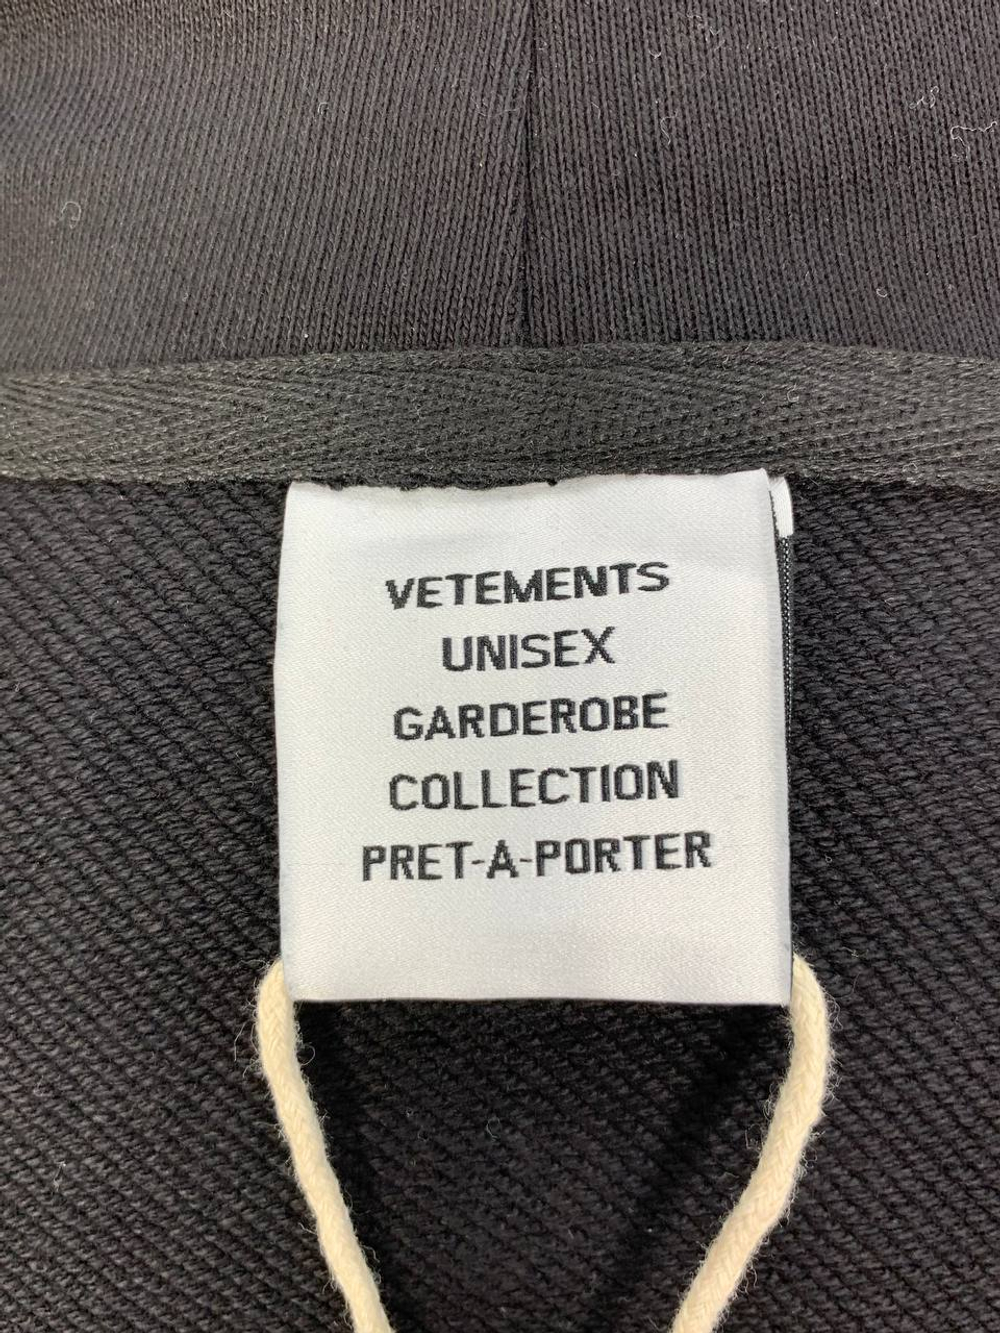 VETEMENTS
UNISEX
GARDEROBE
COLLECTION
PRET-A-PORTER